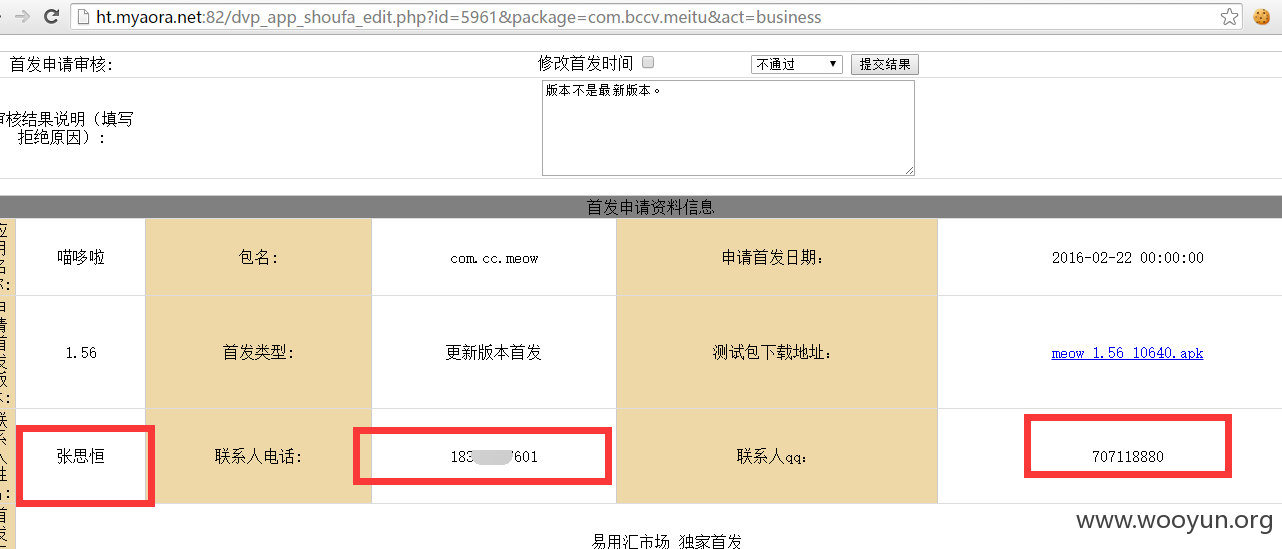 ht.myaora.net:82/dvp_app_shoufa_edit.php?id=5961&package=com.bccv.meitu&act=business
首发申请审核:
修改首发时间
不通过
提交结果
版本不是最新版本。
审核结果说明（填写
拒绝原因）:
首发申请资料信息
应用名称:
喵哆啦
包名:
com.cc.meow
申请首发日期:
2016-02-22 00:00:00
申请首发版本:
1.56
首发类型:
更新版本首发
测试包下载地址:
meow_1.56_10640.apk
联系人姓名:
张思恒
联系人电话:
183 7601
联系人qq:
707118880
首发
易用汇市场 独家首发
www.wooyun.org